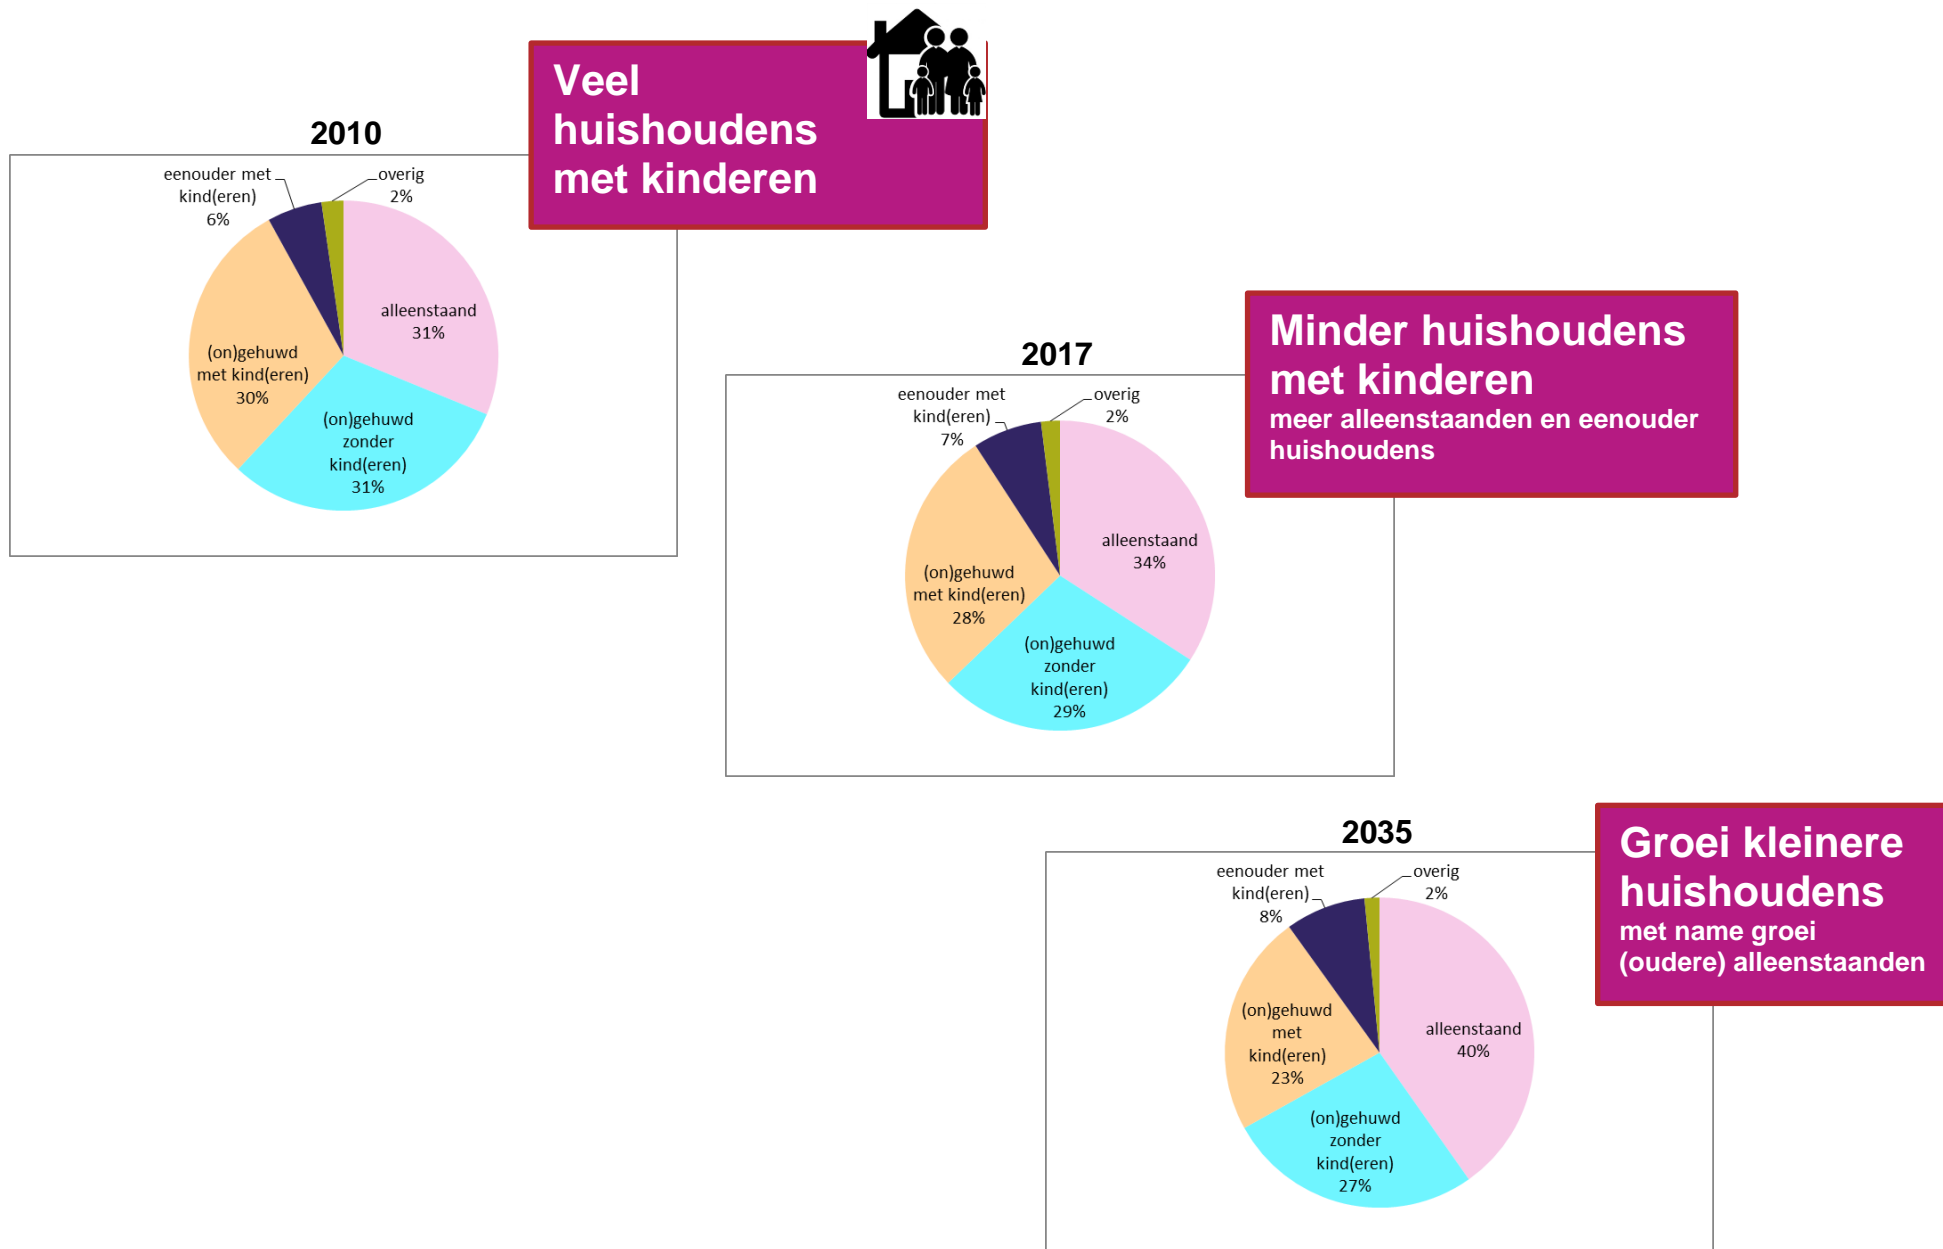 Veel
huishoudens
met kinderen
2010
eenouder met
kind(eren)
6%
overig
2%
alleenstaand
31%
(on)gehuwd
met kind(eren)
30%
(on)gehuwd
zonder
kind(eren)
31%
Minder huishoudens
met kinderen
meer alleenstaanden en eenouder
huishoudens
2017
eenouder met
kind(eren)
7%
overig
2%
alleenstaand
34%
(on)gehuwd
met kind(eren)
28%
(on)gehuwd
zonder
kind(eren)
29%
Groei kleinere
huishoudens
met name groei
(oudere) alleenstaanden
2035
eenouder met
kind(eren)
8%
overig
2%
alleenstaand
40%
(on)gehuwd
met
kind(eren)
23%
(on)gehuwd
zonder
kind(eren)
27%